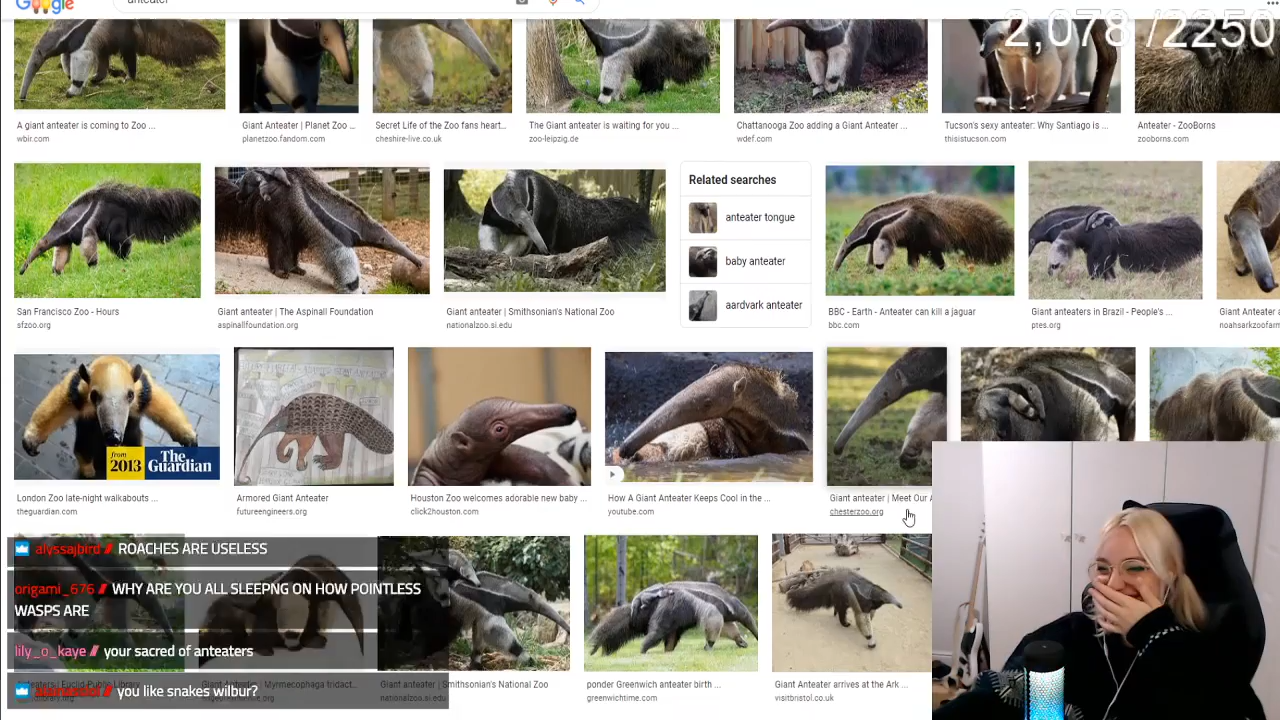 Google
anteater
2,078 /2250
A giant anteater is coming to Zoo ...
wbir.com
Giant Anteater | Planet Zoo ...
planetzoo.fandom.com
Secret Life of the Zoo fans heart...
cheshire-live.co.uk
The Giant anteater is waiting for you ...
zoo-leipzig.de
Chattanooga Zoo adding a Giant Anteater ...
wdef.com
Tucson's sexy anteater: Why Santiago is ...
thisistucson.com
Anteater - ZooBorns
zooborns.com
Related searches
anteater tongue
baby anteater
aardvark anteater
San Francisco Zoo - Hours
sfzoo.org
Giant anteater | The Aspinall Foundation
aspinallfoundation.org
Giant anteater | Smithsonian's National Zoo
nationalzoo.si.edu
BBC - Earth - Anteater can kill a jaguar
bbc.com
Giant anteaters in Brazil - People's ...
ptes.org
Giant Anteater
noahsarkzoofarm
from 2013 The Guardian
London Zoo late-night walkabouts ...
theguardian.com
Armored Giant Anteater
futureengineers.org
Houston Zoo welcomes adorable new baby ...
click2houston.com
How A Giant Anteater Keeps Cool in the ...
youtube.com
Giant anteater | Meet Our
chesterzoo.org
alyssajbird // ROACHES ARE USELESS
origami_676 // WHY ARE YOU ALL SLEEPNG ON HOW POINTLESS
WASPS ARE
lily_o_kaye // your sacred of anteaters
you like snakes wilbur?
Giant anteater | Smithsonian's National Zoo
nationalzoo.si.edu
ponder Greenwich anteater birth ...
greenwichtime.com
Giant Anteater arrives at the Ark ...
visitbristol.co.uk